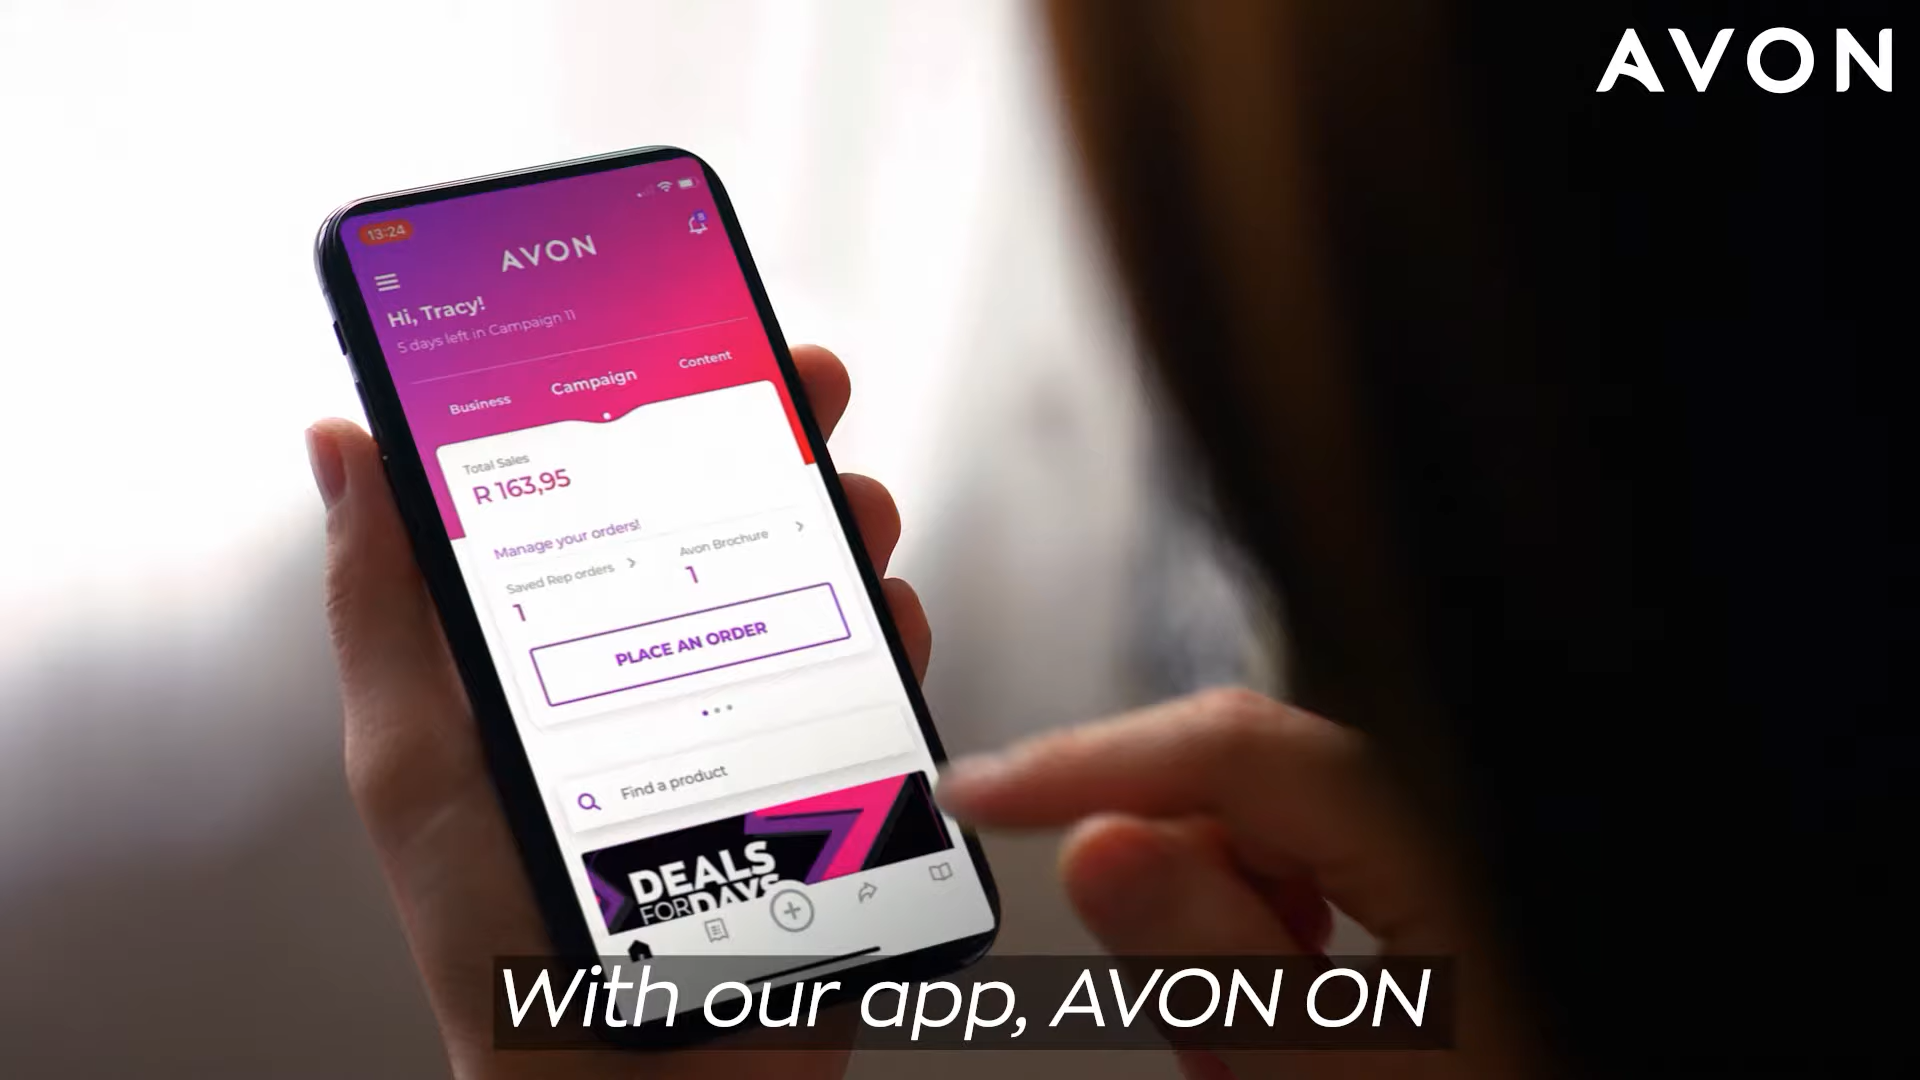 AVON
13:24
8
AVON
Hi, Tracy!
5 days left in Campaign 11
Business
Campaign
Content
Total Sales
R 163,95
Manage your orders!
Saved Rep orders
1
Avon Brochure
1
PLACE AN ORDER
Find a product
DEALS
FOR DAYS
With our app, AVON ON